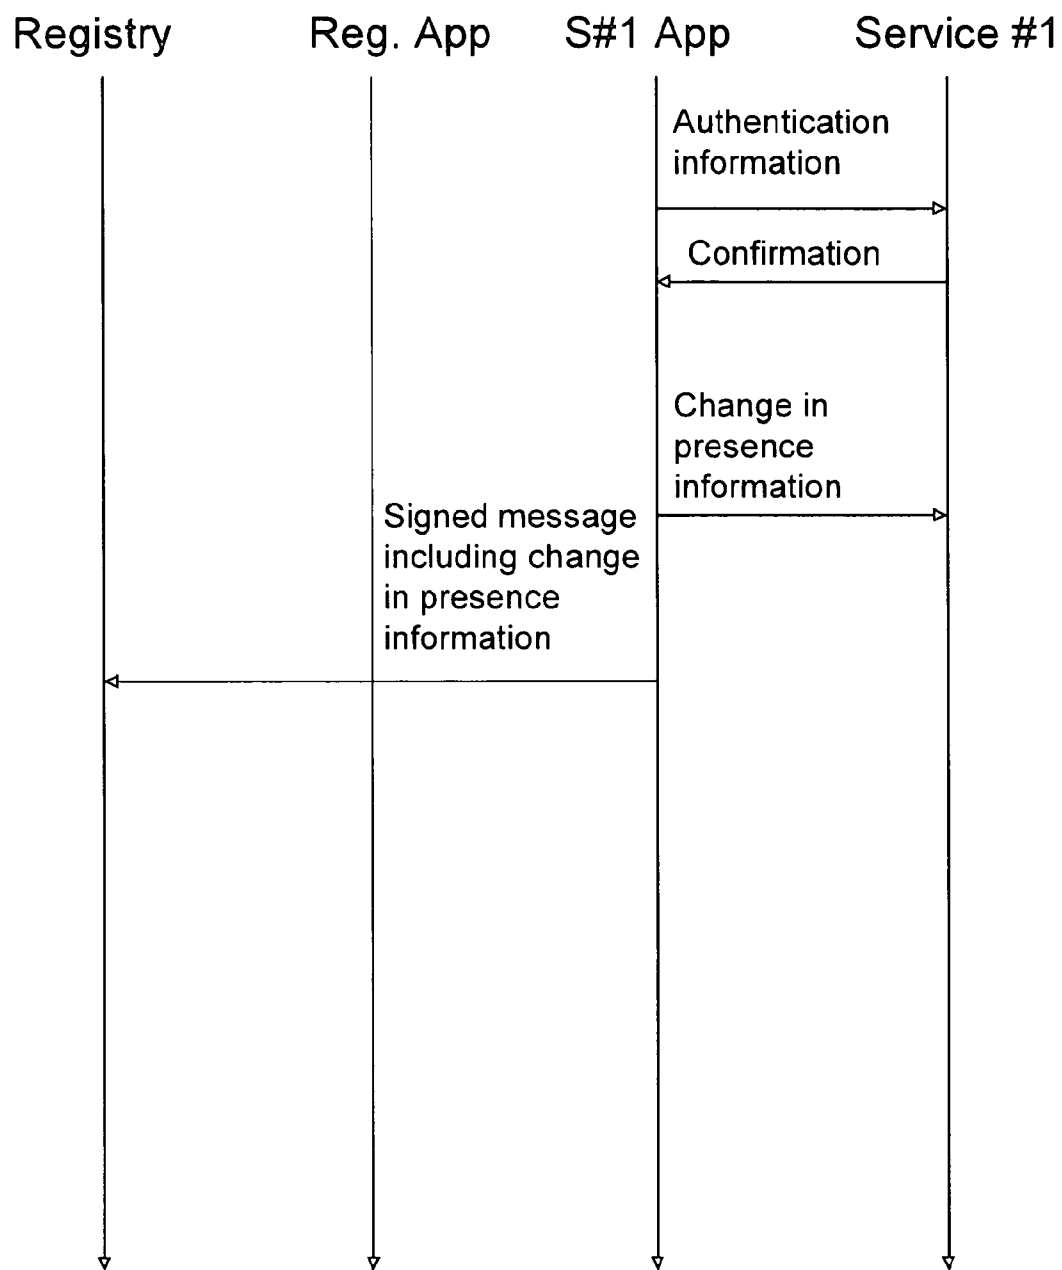 Registry Reg. App S#1 App Service #1
Authentication
information
Confirmation
Change in
presence
information
Signed message
including change
in presence
information